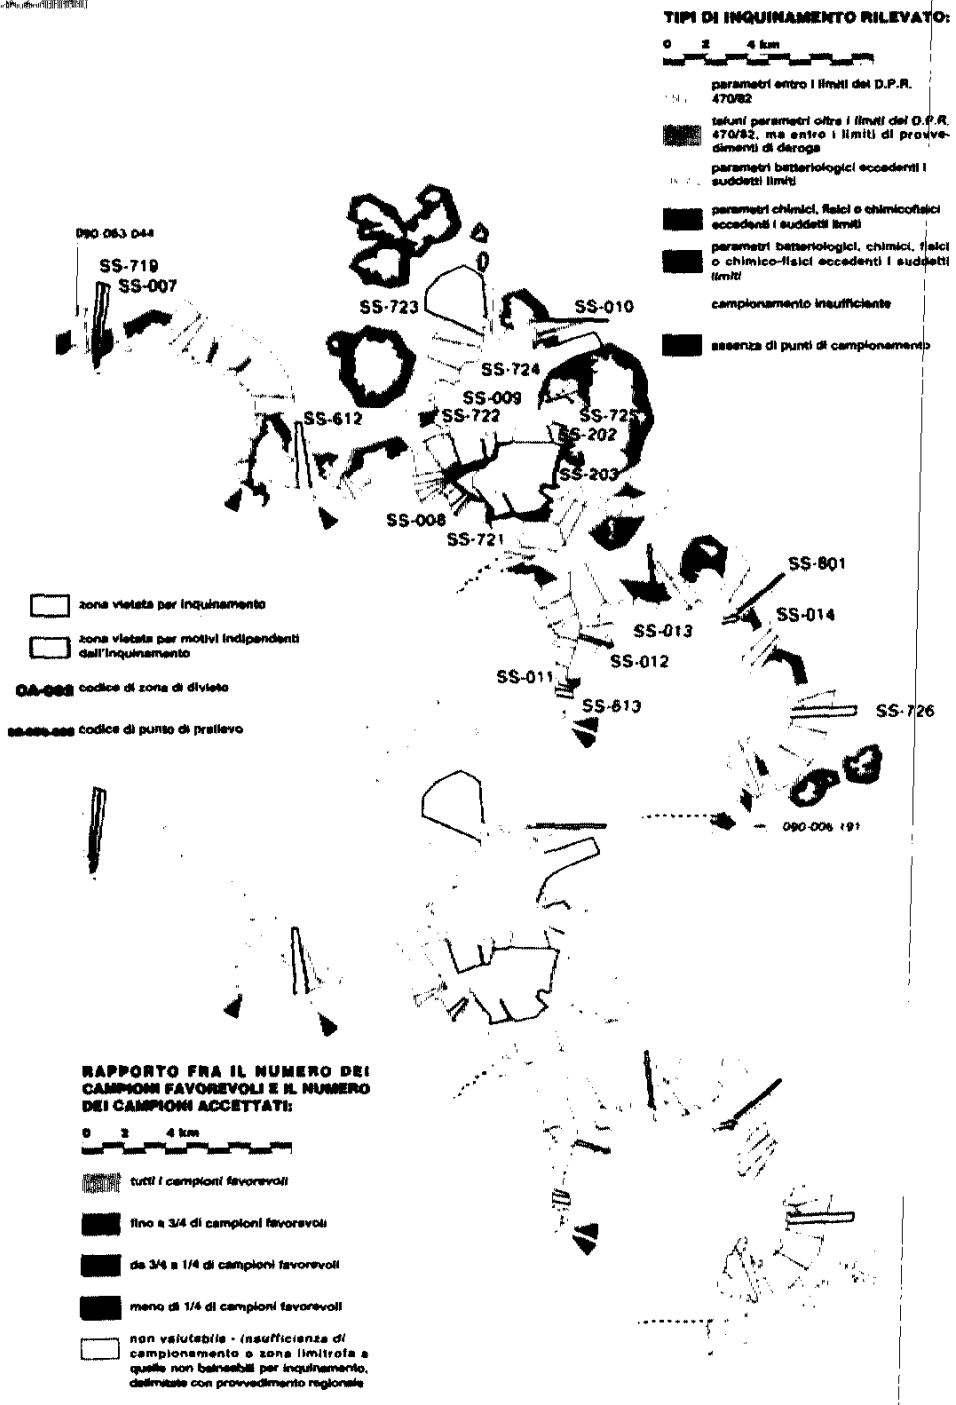 TIPI DI INQUINAMENTO RILEVATO:
0 2 4 km
parametri entro i limiti del D.P.R.
470/82
taluni parametri oltre i limiti del D.P.R.
470/82, ma entro i limiti di provve-
dimenti di deroga
parametri batteriologici eccedenti i
suddetti limiti
parametri chimici, fisici o chimicofisici
eccedenti i suddetti limiti
parametri batteriologici, chimici, fisici
o chimico-fisici eccedenti i suddetti
limiti
campionamento insufficiente
assenza di punti di campionamento
090 063 044
SS-719
SS-007
SS-723
SS-010
SS-724
SS-009
SS-612
SS-722
SS-725
SS-202
SS-203
SS-008
SS-721
SS-801
SS-014
SS-013
SS-012
SS-011
SS-613
SS-726
090-006 191
zona vietata per inquinamento
zona vietata per motivi indipendenti
dall'inquinamento
codice di zona di divieto
codice di punto di prelievo
RAPPORTO FRA IL NUMERO DEI
CAMPIONI FAVOREVOLI E IL NUMERO
DEI CAMPIONI ACCETTATI:
0 2 4 km
tutti i campioni favorevoli
fino a 3/4 di campioni favorevoli
da 3/4 a 1/4 di campioni favorevoli
meno di 1/4 di campioni favorevoli
non valutabile - insufficienza di
campionamento o zona limitrofa a
quelle non balneabili per inquinamento,
delimitate con provvedimento regionale